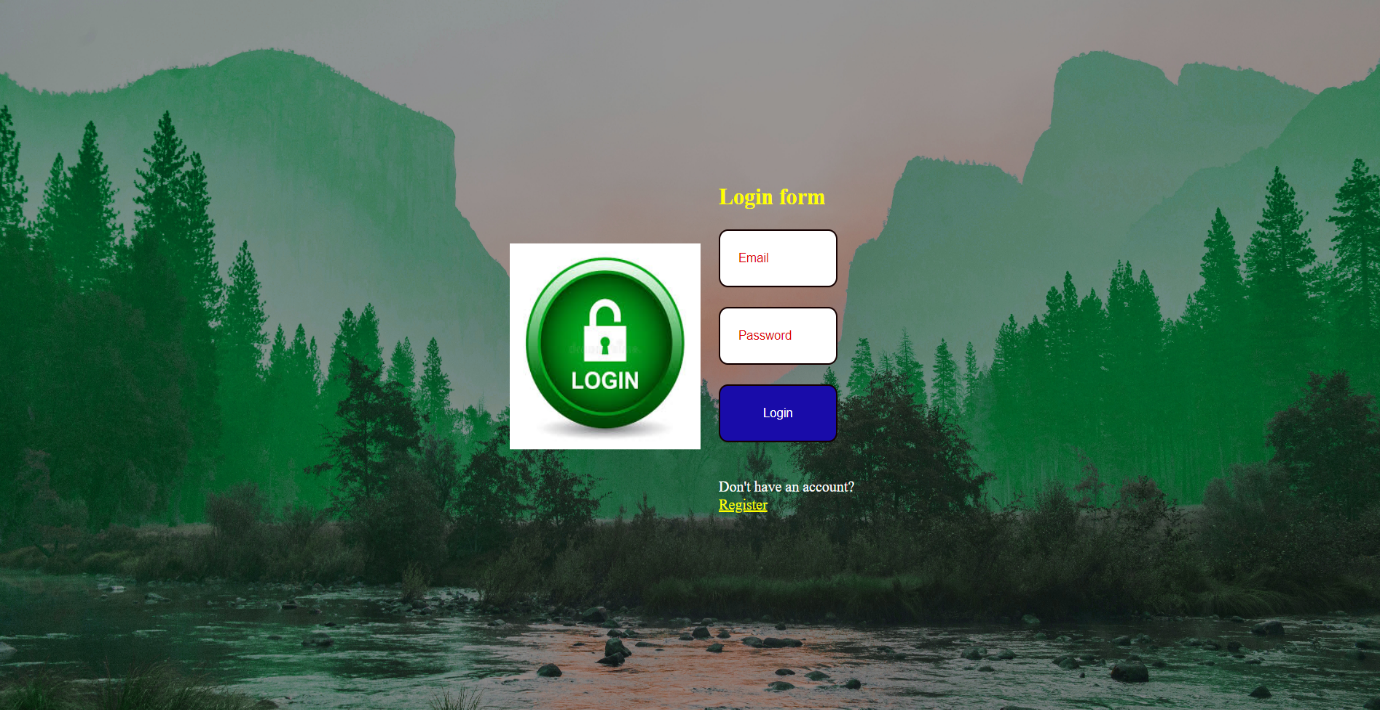 Login form
Email
LOGIN
Password
Login
Don't have an account?
Register